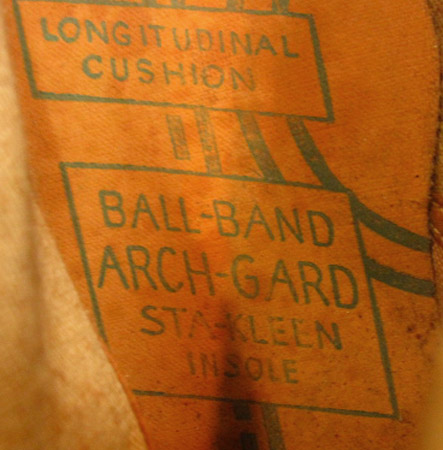 LONGITUDINAL
CUSHION
BALL-BAND
ARCH-GARD
STA-KLEEN
INSOLE